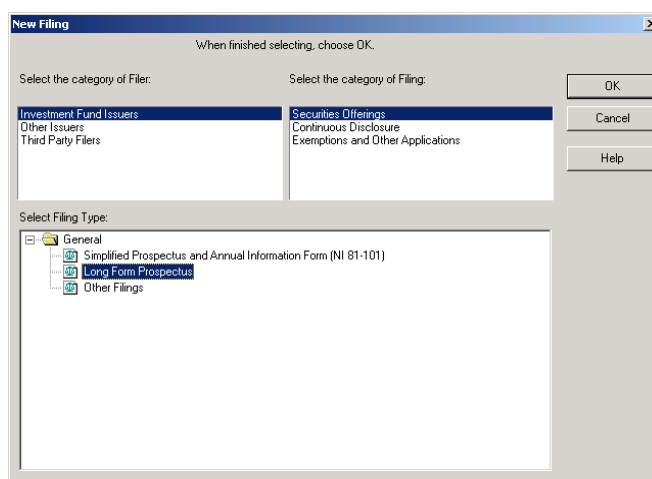 New Filing
When finished selecting, choose OK.
Select the category of Filer:
Select the category of Filing:
OK
Investment Fund Issuers
Other Issuers
Third Party Filers
Securities Offerings
Continuous Disclosure
Exemptions and Other Applications
Cancel
Help
Select Filing Type:
General
Simplified Prospectus and Annual Information Form (NI 81-101)
Long Form Prospectus
Other Filings